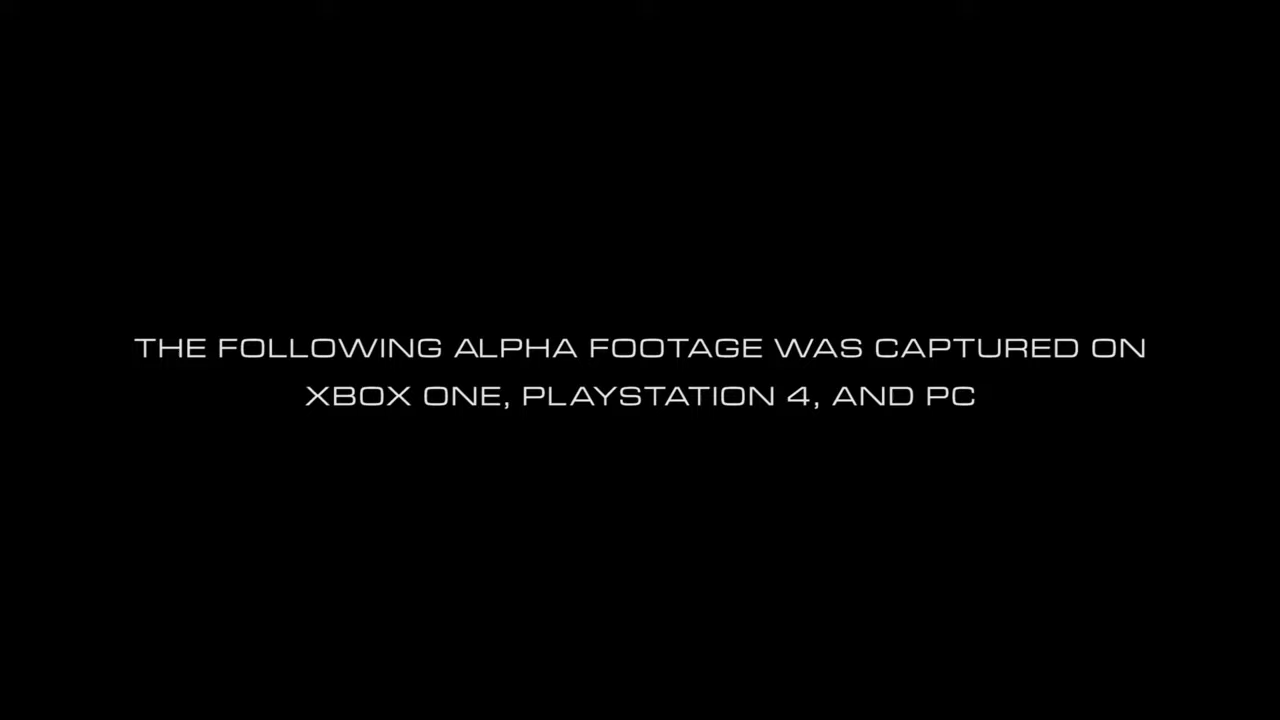 THE FOLLOWING ALPHA FOOTAGE WAS CAPTURED ON
XBOX ONE, PLAYSTATION 4, AND PC